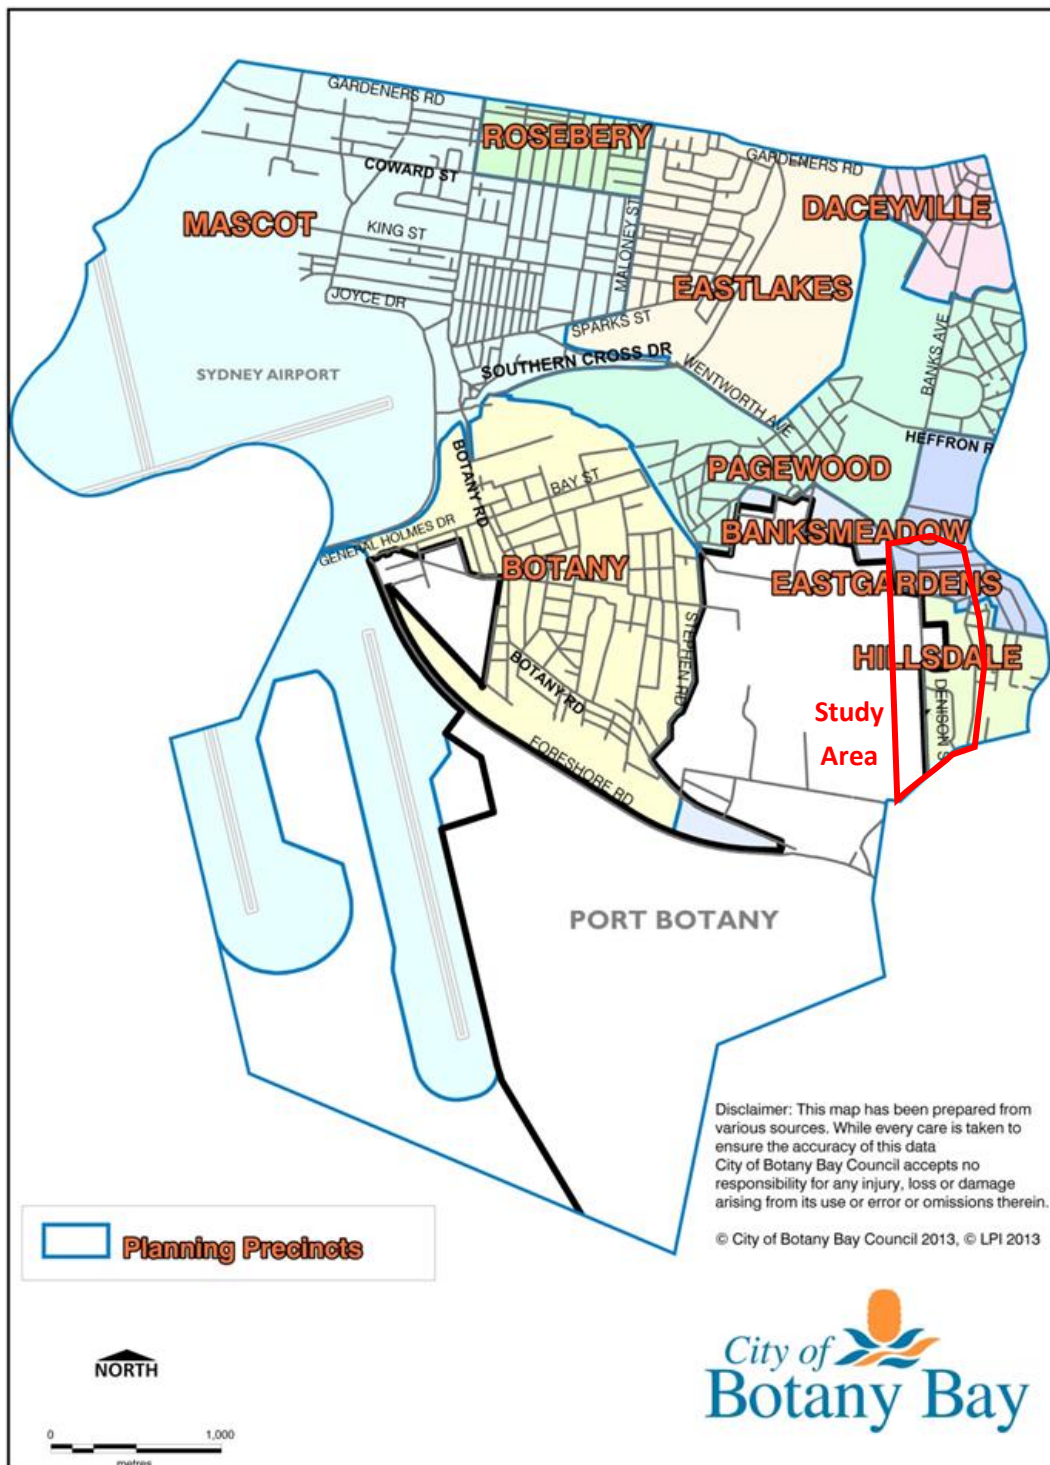 GARDENERS RD
ROSEBERY
GARDENERS RD
COWARD ST
DACEYVILLE
MASCOT
KING ST
MALONEY ST
EASTLAKES
JOYCE DR
SPARKS ST
BANKS AVE
SOUTHERN CROSS DR
SYDNEY AIRPORT
WENTWORTH AVE
HEFFRON R
BOTANY RD
PAGEWOOD
BAY ST
GENERAL HOLMES DR
BANKSMEADOW
BOTANY
EASTGARDENS
STEPHEN RD
HILLSDALE
BOTANY RD
DENISON S
Study
Area
FORESHORE RD
PORT BOTANY
Disclaimer: This map has been prepared from
various sources. While every care is taken to
ensure the accuracy of this data
City of Botany Bay Council accepts no
responsibility for any injury, loss or damage
arising from its use or error or omissions therein.
© City of Botany Bay Council 2013, © LPI 2013
Planning Precincts
NORTH
City of
Botany Bay
0 1,000
metres